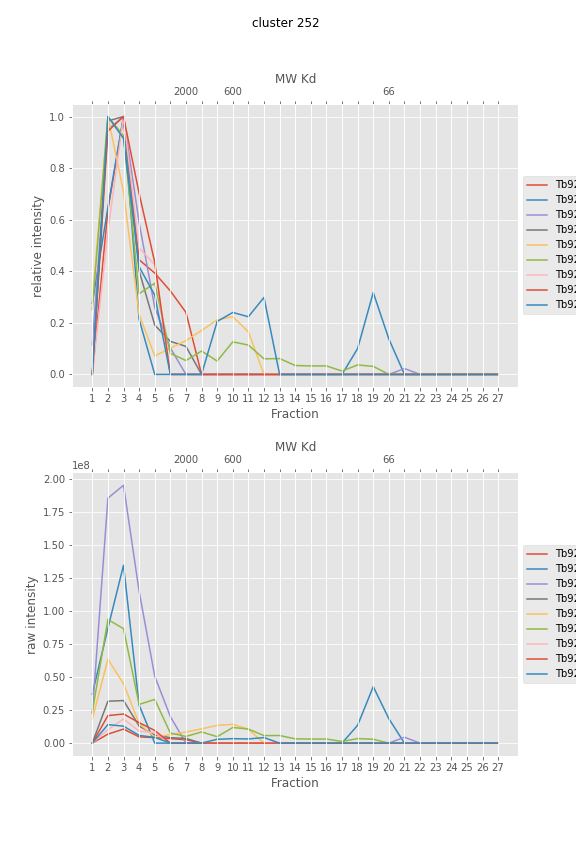 cluster 252
MW Kd
2000 600 66
1.0
0.8
0.6
0.4
0.2
0.0
relative intensity
1 2 3 4 5 6 7 8 9 10 11 12 13 14 15 16 17 18 19 20 21 22 23 24 25 26 27
Fraction
Tb92
Tb92
Tb92
Tb92
Tb92
Tb92
Tb92
Tb92
Tb92
MW Kd
2000 600 66
1e8
2.00
1.75
1.50
1.25
1.00
0.75
0.50
0.25
0.00
raw intensity
1 2 3 4 5 6 7 8 9 10 11 12 13 14 15 16 17 18 19 20 21 22 23 24 25 26 27
Fraction
Tb92
Tb92
Tb92
Tb92
Tb92
Tb92
Tb92
Tb92
Tb92